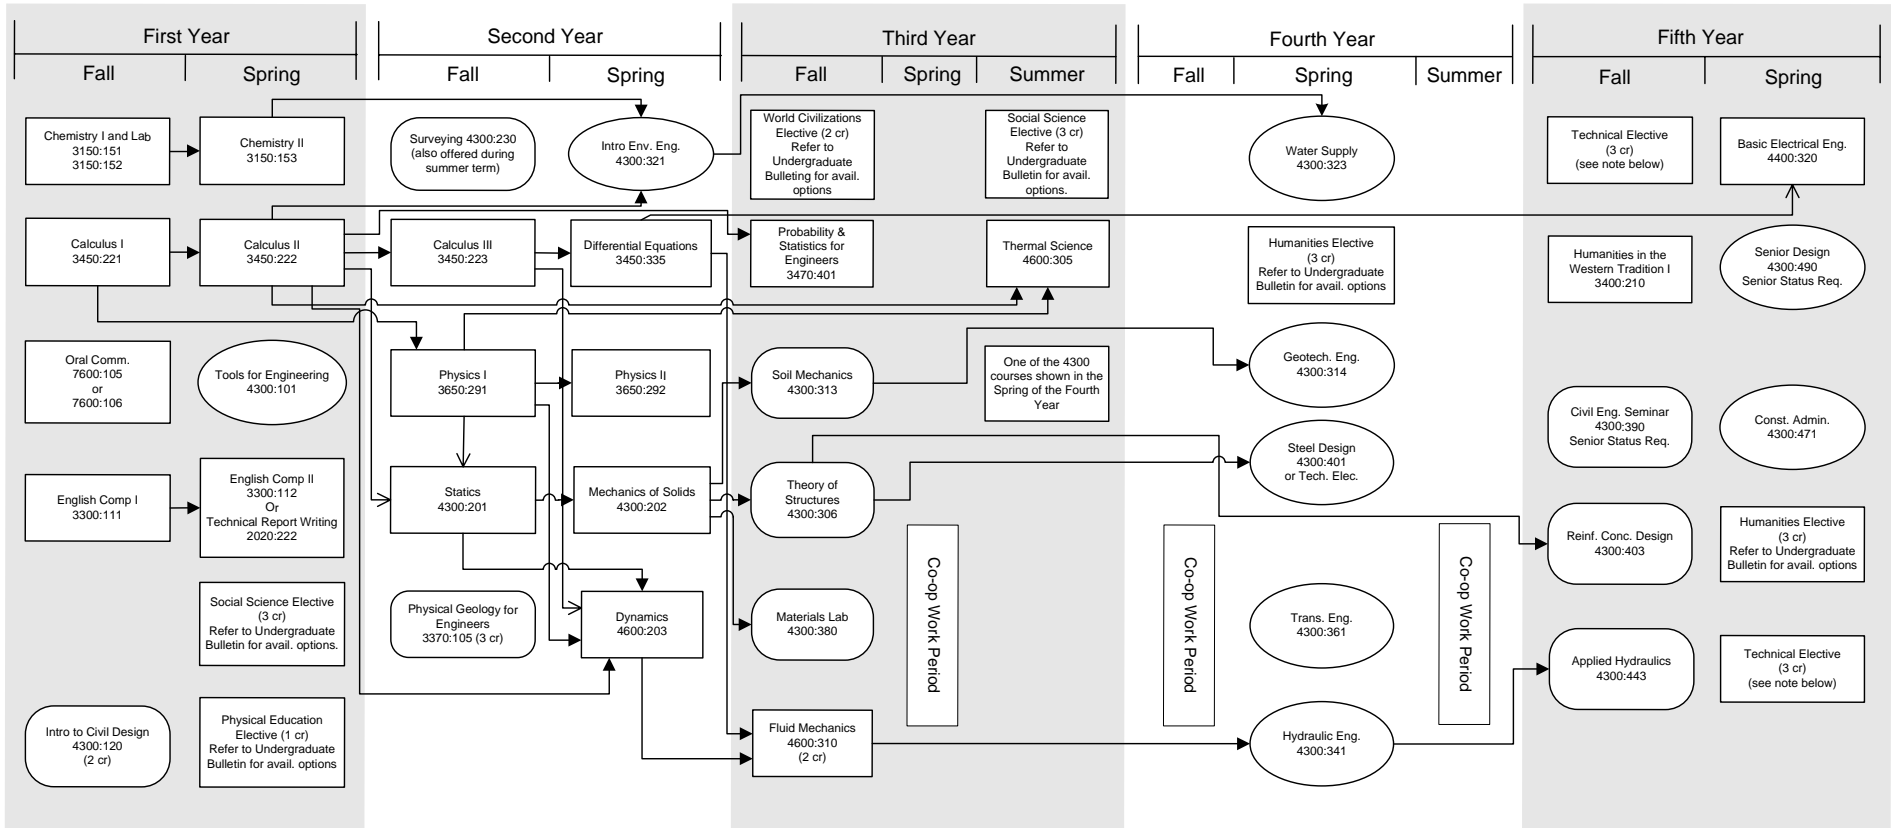 First Year
Second Year
Third Year
Fourth Year
Fifth Year
Fall
Spring
Fall
Spring
Fall
Spring
Summer
Fall
Spring
Summer
Fall
Spring
Chemistry I and Lab
3150:151
3150:152
Chemistry II
3150:153
Surveying 4300:230
(also offered during
summer term)
Intro Env. Eng.
4300:321
World Civilizations
Elective (2 cr)
Refer to
Undergraduate
Bulleting for avail.
options
Social Science
Elective (3 cr)
Refer to
Undergraduate
Bulletin for avail.
options.
Water Supply
4300:323
Technical Elective
(3 cr)
(see note below)
Basic Electrical Eng.
4400:320
Calculus I
3450:221
Calculus II
3450:222
Calculus III
3450:223
Differential Equations
3450:335
Probability &
Statistics for
Engineers
3470:401
Thermal Science
4600:305
Humanities Elective
(3 cr)
Refer to Undergraduate
Bulletin for avail. options
Humanities in the
Western Tradition I
3400:210
Senior Design
4300:490
Senior Status Req.
Oral Comm.
7600:105
or
7600:106
Tools for Engineering
4300:101
Physics I
3650:291
Physics II
3650:292
Soil Mechanics
4300:313
One of the 4300
courses shown in the
Spring of the Fourth
Year
Geotech. Eng.
4300:314
Civil Eng. Seminar
4300:390
Senior Status Req.
Const. Admin.
4300:471
English Comp I
3300:111
English Comp II
3300:112
Or
Technical Report Writing
2020:222
Statics
4300:201
Mechanics of Solids
4300:202
Theory of
Structures
4300:306
Steel Design
4300:401
or Tech. Elec.
Reinf. Conc. Design
4300:403
Humanities Elective
(3 cr)
Refer to Undergraduate
Bulletin for avail. options
Social Science Elective
(3 cr)
Refer to Undergraduate
Bulletin for avail. options.
Physical Geology for
Engineers
3370:105 (3 cr)
Dynamics
4600:203
Materials Lab
4300:380
Co-op Work Period
Co-op Work Period
Trans. Eng.
4300:361
Co-op Work Period
Applied Hydraulics
4300:443
Technical Elective
(3 cr)
(see note below)
Intro to Civil Design
4300:120
(2 cr)
Physical Education
Elective (1 cr)
Refer to Undergraduate
Bulletin for avail. options
Fluid Mechanics
4600:310
(2 cr)
Hydraulic Eng.
4300:341